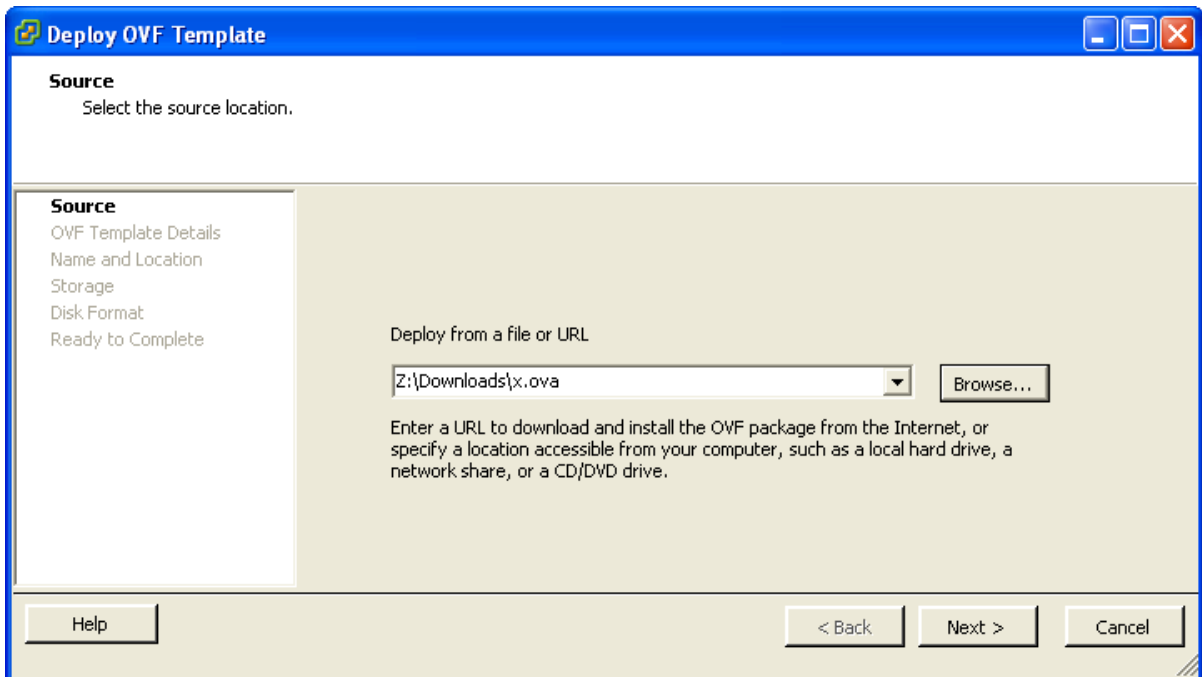 Deploy OVF Template
Source
Select the source location.
Source
OVF Template Details
Name and Location
Storage
Disk Format
Ready to Complete
Deploy from a file or URL
Z:\Downloads\x.ova
Browse...
Enter a URL to download and install the OVF package from the Internet, or
specify a location accessible from your computer, such as a local hard drive, a
network share, or a CD/DVD drive.
Help
< Back
Next >
Cancel